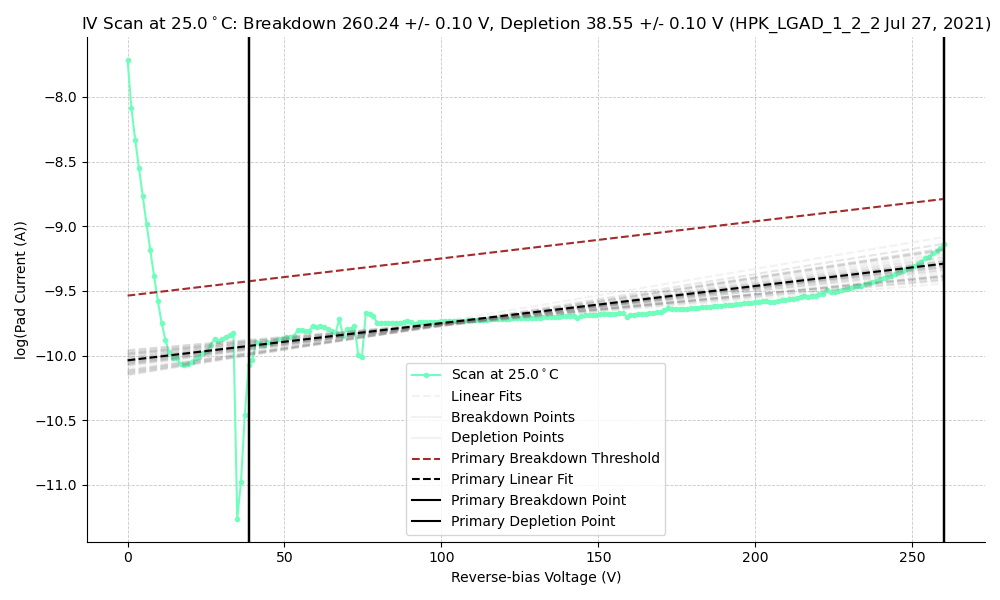 IV Scan at 25.0°C: Breakdown 260.24 +/- 0.10 V, Depletion 38.55 +/- 0.10 V (HPK_LGAD_1_2_2 Jul 27, 2021)
log(Pad Current (A))
−8.0
−8.5
−9.0
−9.5
−10.0
−10.5
−11.0
Scan at 25.0°C
Linear Fits
Breakdown Points
Depletion Points
Primary Breakdown Threshold
Primary Linear Fit
Primary Breakdown Point
Primary Depletion Point
0 50 100 150 200 250
Reverse-bias Voltage (V)